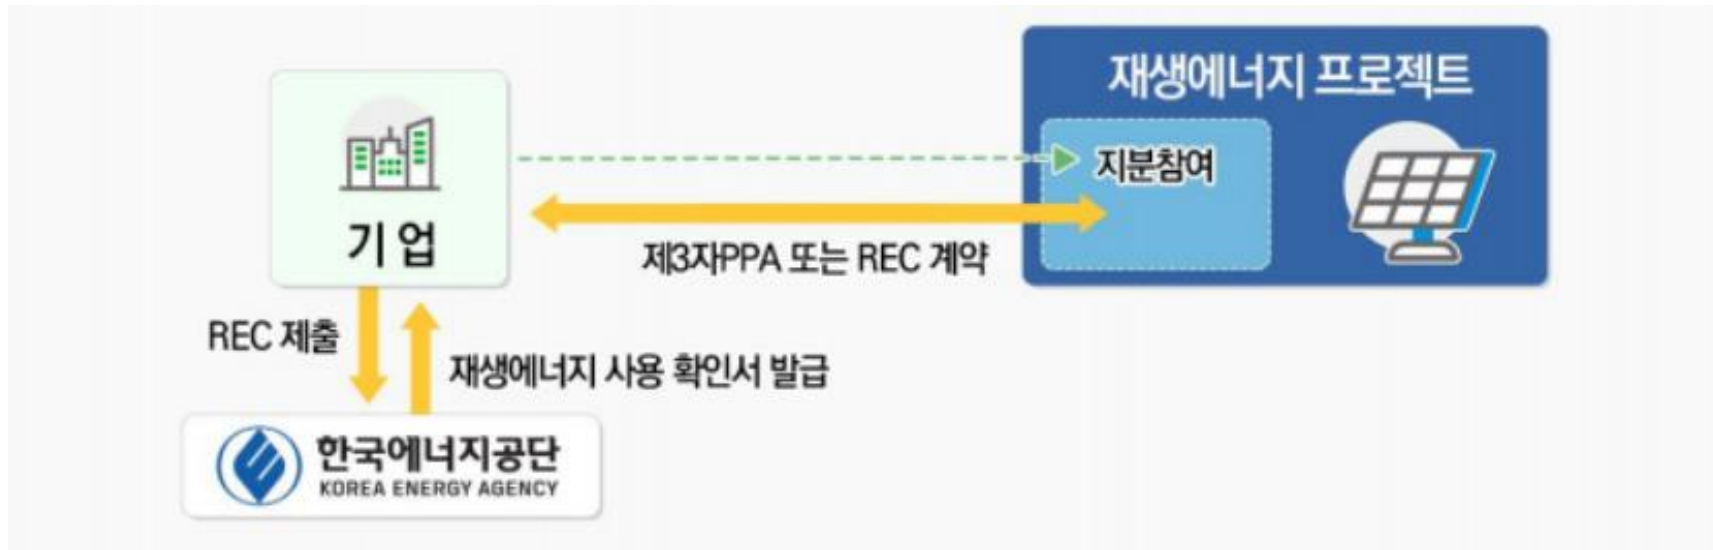 재생에너지 프로젝트
지분참여
기업
제3자PPA 또는 REC 계약
REC 제출
재생에너지 사용 확인서 발급
한국에너지공단
KOREA ENERGY AGENCY